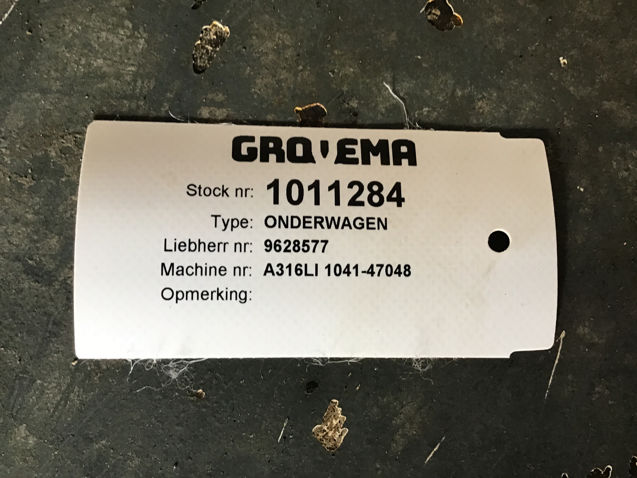 GROEMA
Stock nr: 1011284
Type: ONDERWAGEN
Liebherr nr: 9628577
Machine nr: A316LI 1041-47048
Opmerking: